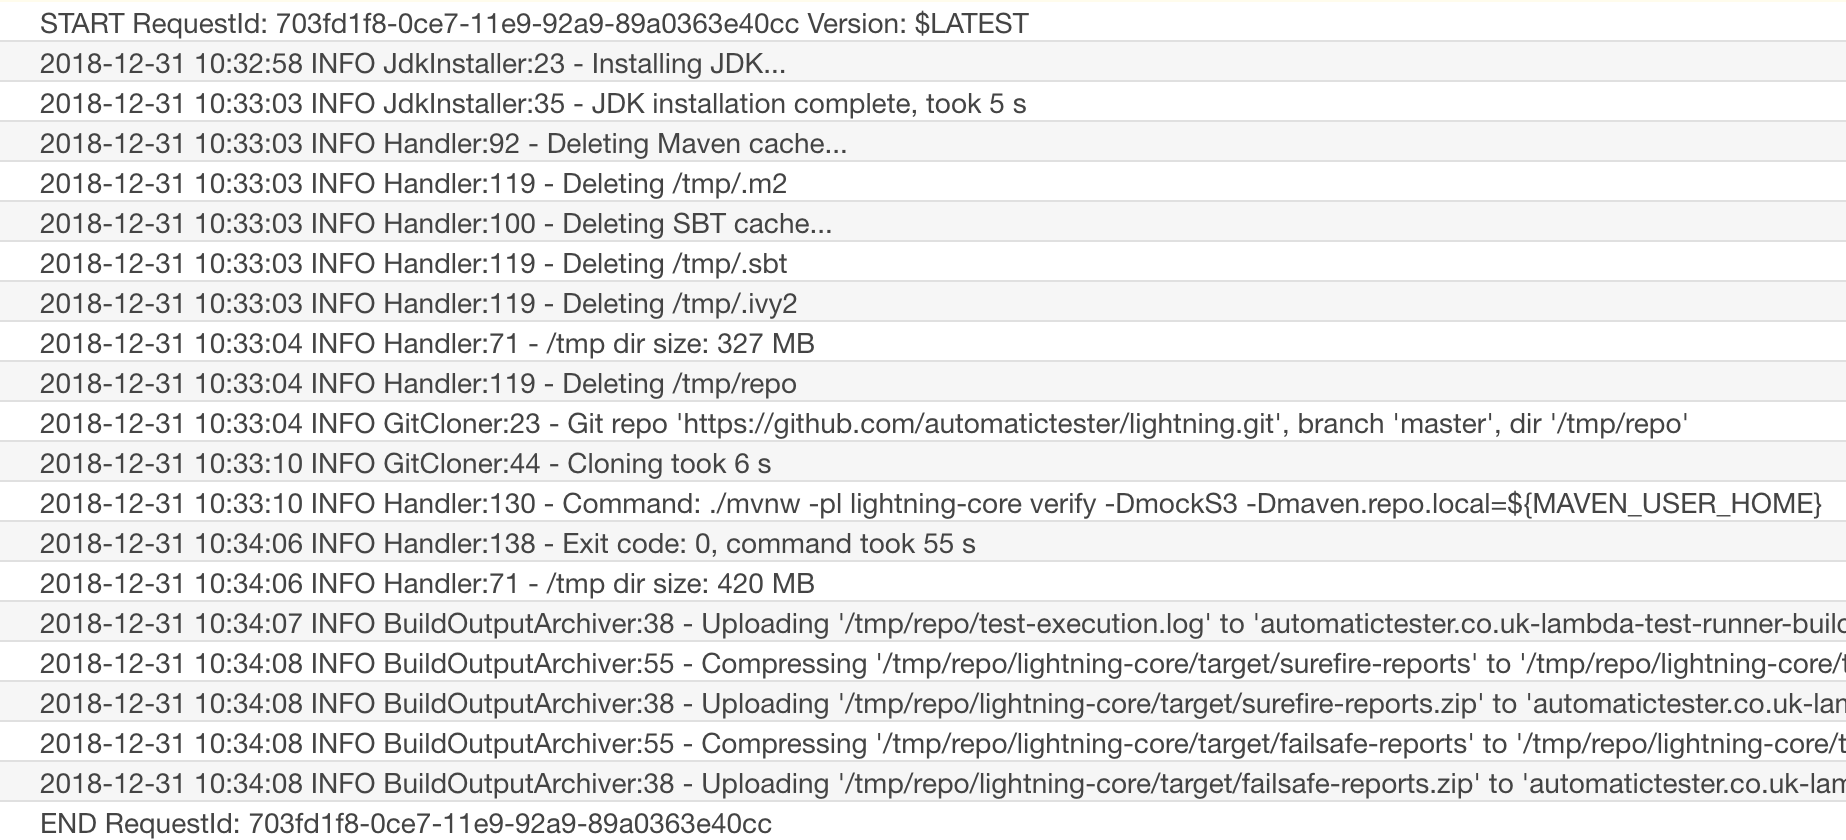 START RequestId: 703fd1f8-0ce7-11e9-92a9-89a0363e40cc Version: $LATEST
2018-12-31 10:32:58 INFO JdkInstaller:23 - Installing JDK...
2018-12-31 10:33:03 INFO JdkInstaller:35 - JDK installation complete, took 5 s
2018-12-31 10:33:03 INFO Handler:92 - Deleting Maven cache...
2018-12-31 10:33:03 INFO Handler:119 - Deleting /tmp/.m2
2018-12-31 10:33:03 INFO Handler:100 - Deleting SBT cache...
2018-12-31 10:33:03 INFO Handler:119 - Deleting /tmp/.sbt
2018-12-31 10:33:03 INFO Handler:119 - Deleting /tmp/.ivy2
2018-12-31 10:33:04 INFO Handler:71 - /tmp dir size: 327 MB
2018-12-31 10:33:04 INFO Handler:119 - Deleting /tmp/repo
2018-12-31 10:33:04 INFO GitCloner:23 - Git repo 'https://github.com/automatictester/lightning.git', branch 'master', dir '/tmp/repo'
2018-12-31 10:33:10 INFO GitCloner:44 - Cloning took 6 s
2018-12-31 10:33:10 INFO Handler:130 - Command: ./mvnw -pl lightning-core verify -DmockS3 -Dmaven.repo.local=${MAVEN_USER_HOME}
2018-12-31 10:34:06 INFO Handler:138 - Exit code: 0, command took 55 s
2018-12-31 10:34:06 INFO Handler:71 - /tmp dir size: 420 MB
2018-12-31 10:34:07 INFO BuildOutputArchiver:38 - Uploading '/tmp/repo/test-execution.log' to 'automatictester.co.uk-lambda-test-runner-build
2018-12-31 10:34:08 INFO BuildOutputArchiver:55 - Compressing '/tmp/repo/lightning-core/target/surefire-reports' to '/tmp/repo/lightning-core/t
2018-12-31 10:34:08 INFO BuildOutputArchiver:38 - Uploading '/tmp/repo/lightning-core/target/surefire-reports.zip' to 'automatictester.co.uk-lam
2018-12-31 10:34:08 INFO BuildOutputArchiver:55 - Compressing '/tmp/repo/lightning-core/target/failsafe-reports' to '/tmp/repo/lightning-core/t
2018-12-31 10:34:08 INFO BuildOutputArchiver:38 - Uploading '/tmp/repo/lightning-core/target/failsafe-reports.zip' to 'automatictester.co.uk-lam
END RequestId: 703fd1f8-0ce7-11e9-92a9-89a0363e40cc